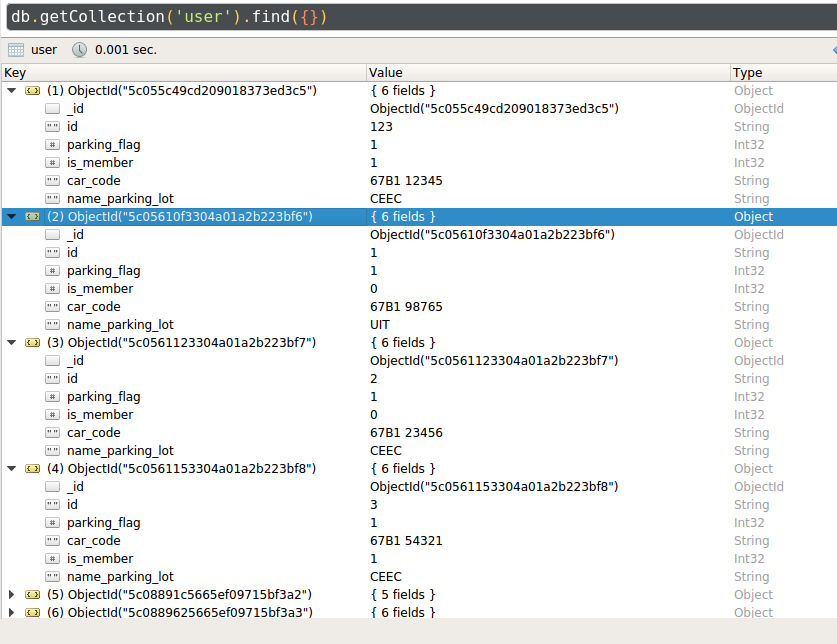 db.getCollection('user').find({})
user 0.001 sec.
Key Value Type
(1) ObjectId("5c055c49cd209018373ed3c5") { 6 fields } Object
_id ObjectId("5c055c49cd209018373ed3c5") ObjectId
"" id 123 String
# parking_flag 1 Int32
# is_member 1 Int32
"" car_code 67B1 12345 String
"" name_parking_lot CEEC String
(2) ObjectId("5c05610f3304a01a2b223bf6") { 6 fields } Object
_id ObjectId("5c05610f3304a01a2b223bf6") ObjectId
"" id 1 String
# parking_flag 1 Int32
# is_member 0 Int32
"" car_code 67B1 98765 String
"" name_parking_lot UIT String
(3) ObjectId("5c0561123304a01a2b223bf7") { 6 fields } Object
_id ObjectId("5c0561123304a01a2b223bf7") ObjectId
"" id 2 String
# parking_flag 1 Int32
# is_member 0 Int32
"" car_code 67B1 23456 String
"" name_parking_lot CEEC String
(4) ObjectId("5c0561153304a01a2b223bf8") { 6 fields } Object
_id ObjectId("5c0561153304a01a2b223bf8") ObjectId
"" id 3 String
# parking_flag 1 Int32
"" car_code 67B1 54321 String
# is_member 1 Int32
"" name_parking_lot CEEC String
(5) ObjectId("5c08891c5665ef09715bf3a2") { 5 fields } Object
(6) ObjectId("5c0889625665ef09715bf3a3") { 6 fields } Object